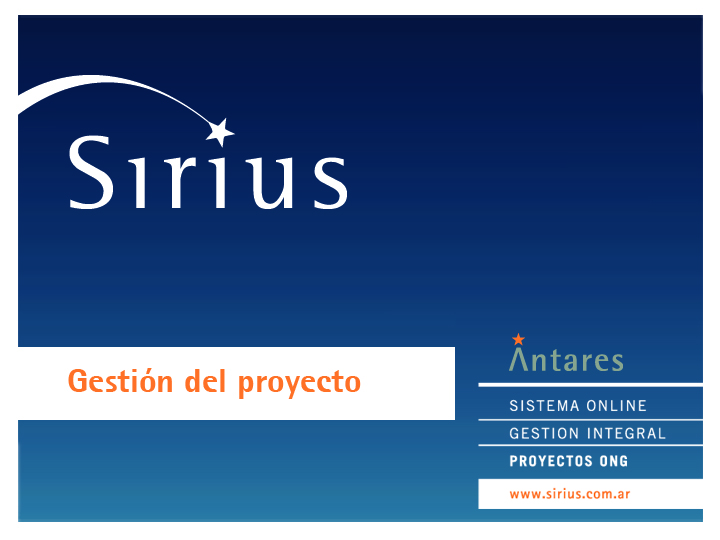 Sirius
Gestión del proyecto
Antares
SISTEMA ONLINE
GESTION INTEGRAL
PROYECTOS ONG
www.sirius.com.ar